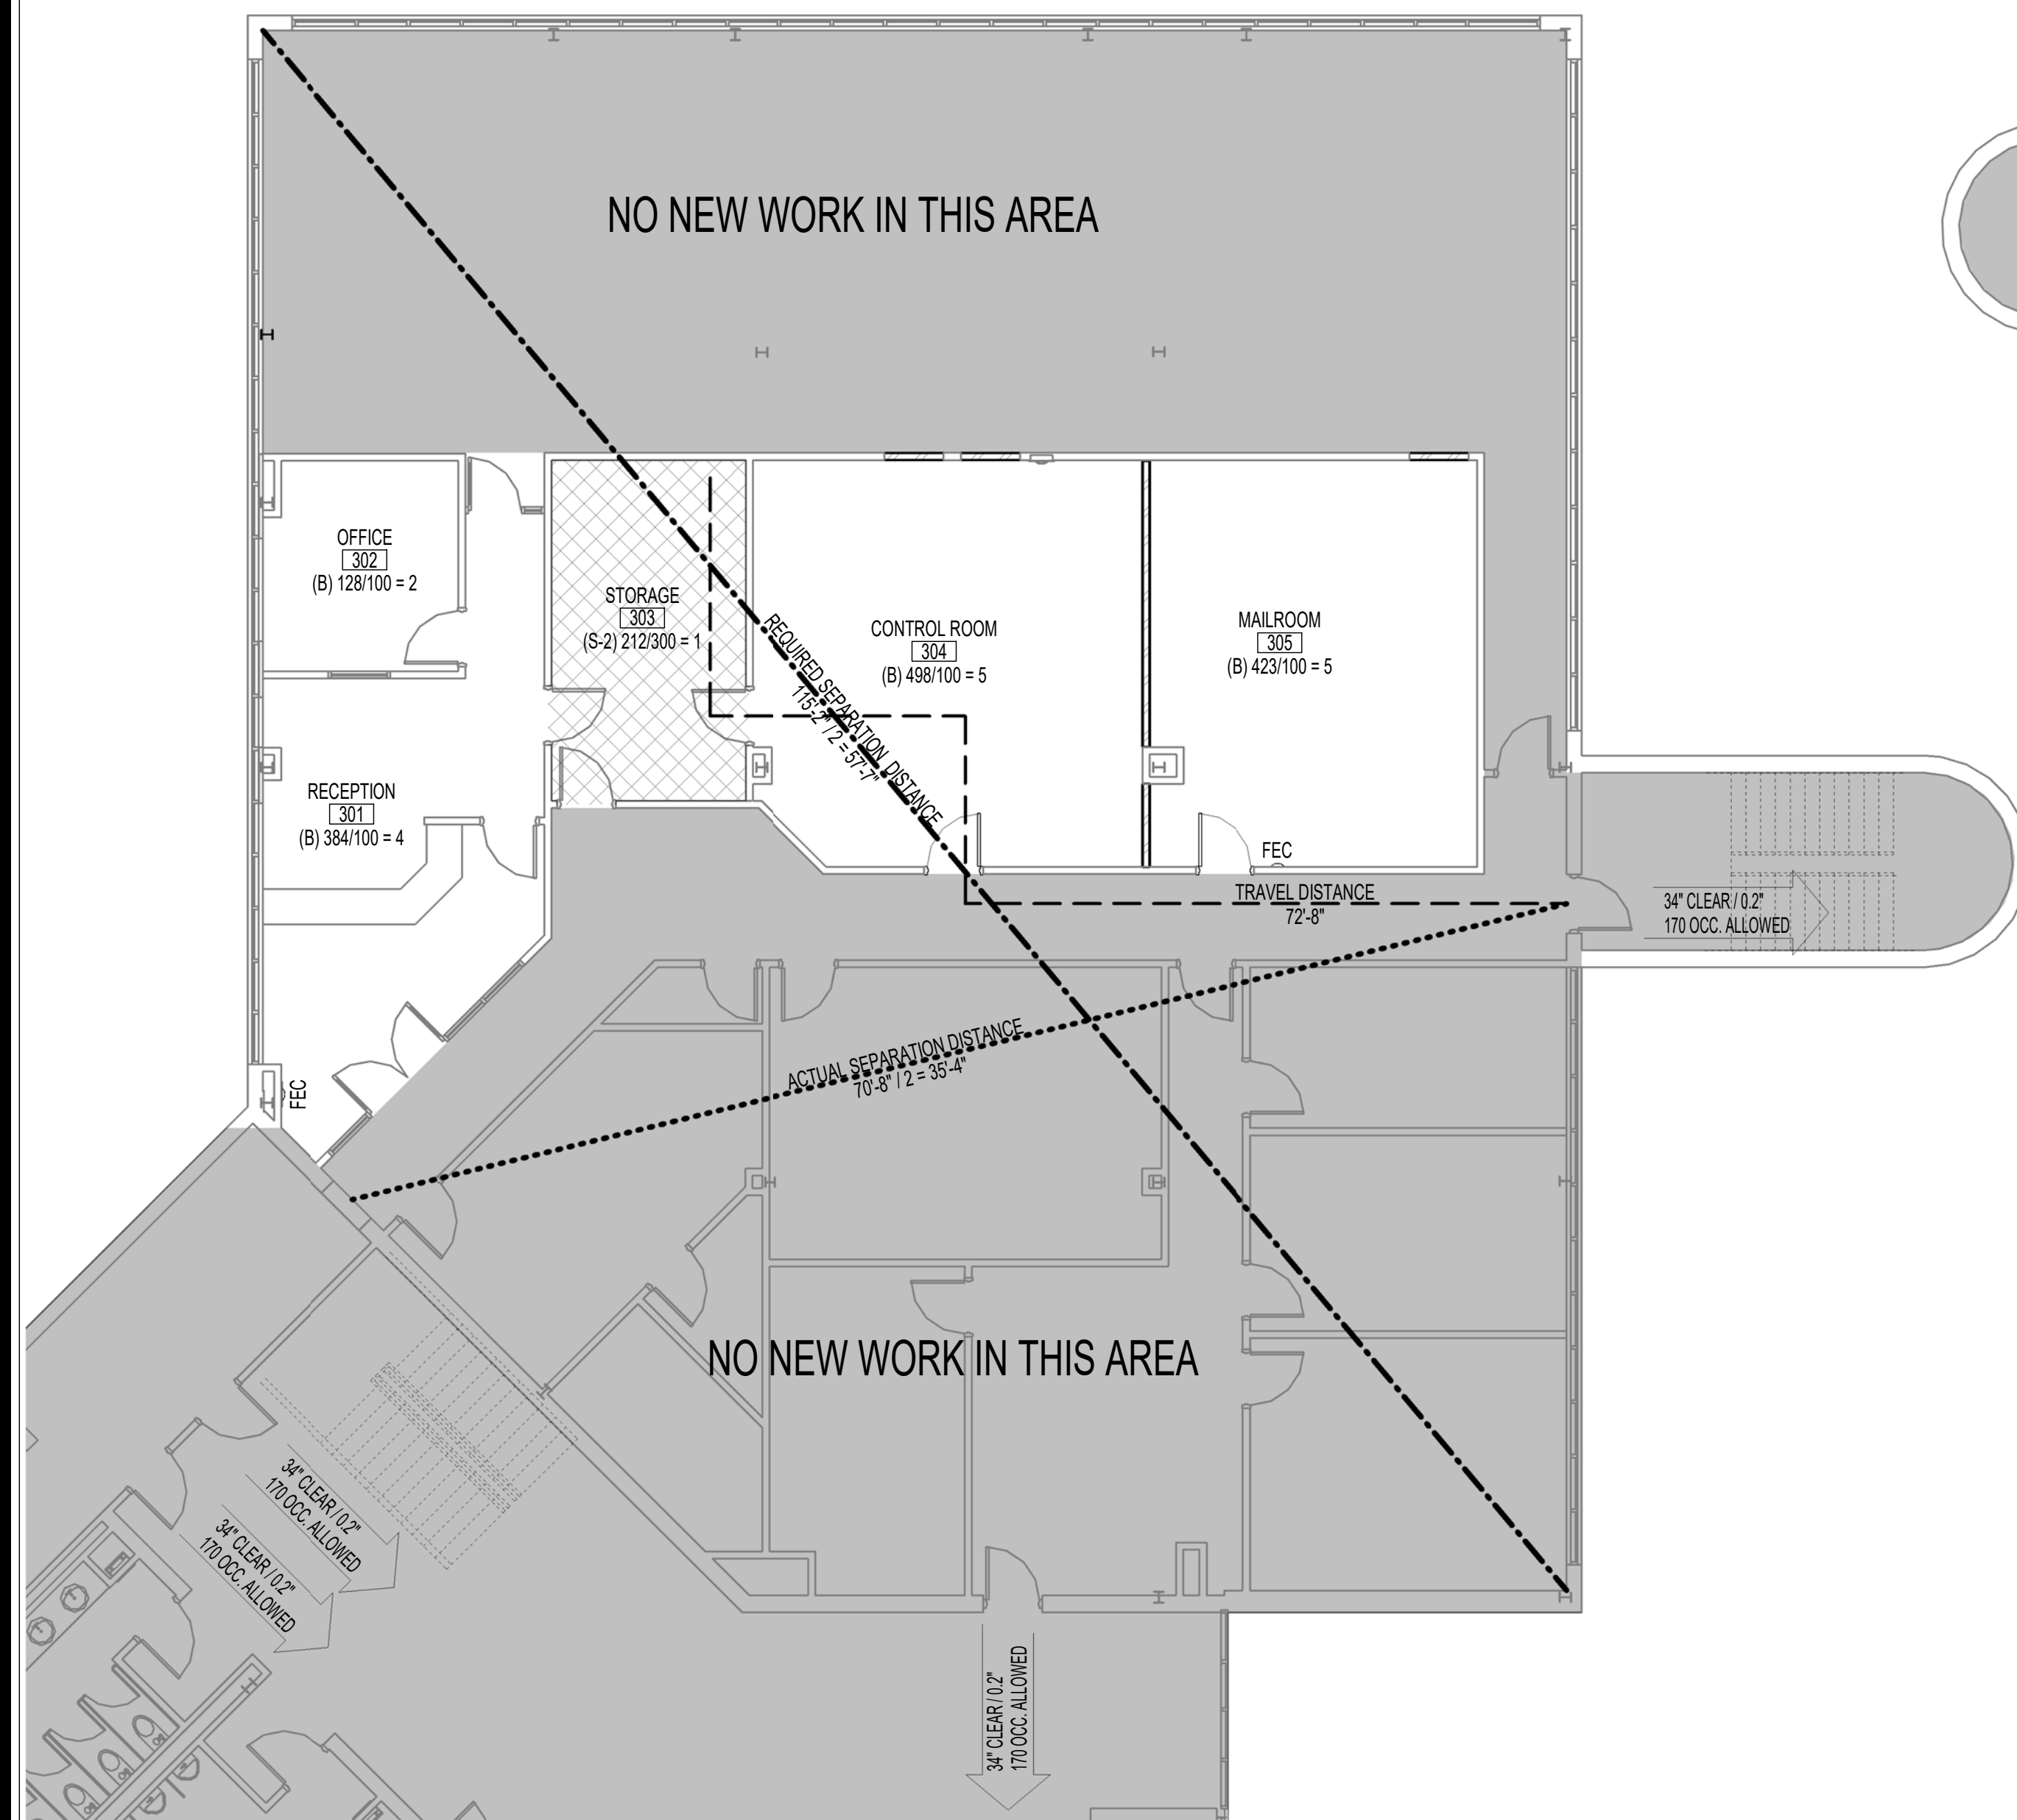 NO NEW WORK IN THIS AREA
OFFICE
302
(B) 128/100 = 2
STORAGE
303
(S-2) 212/300 = 1
CONTROL ROOM
304
(B) 498/100 = 5
MAILROOM
305
(B) 423/100 = 5
REQUIRED SEPARATION DISTANCE
115'-2" / 2 = 57'-7"
RECEPTION
301
(B) 384/100 = 4
FEC
TRAVEL DISTANCE
72'-8"
34" CLEAR / 0.2"
170 OCC. ALLOWED
ACTUAL SEPARATION DISTANCE
70'-8" / 2 = 35'-4"
FEC
NO NEW WORK IN THIS AREA
34" CLEAR / 0.2"
170 OCC. ALLOWED
34" CLEAR / 0.2"
170 OCC. ALLOWED
34" CLEAR / 0.2"
170 OCC. ALLOWED